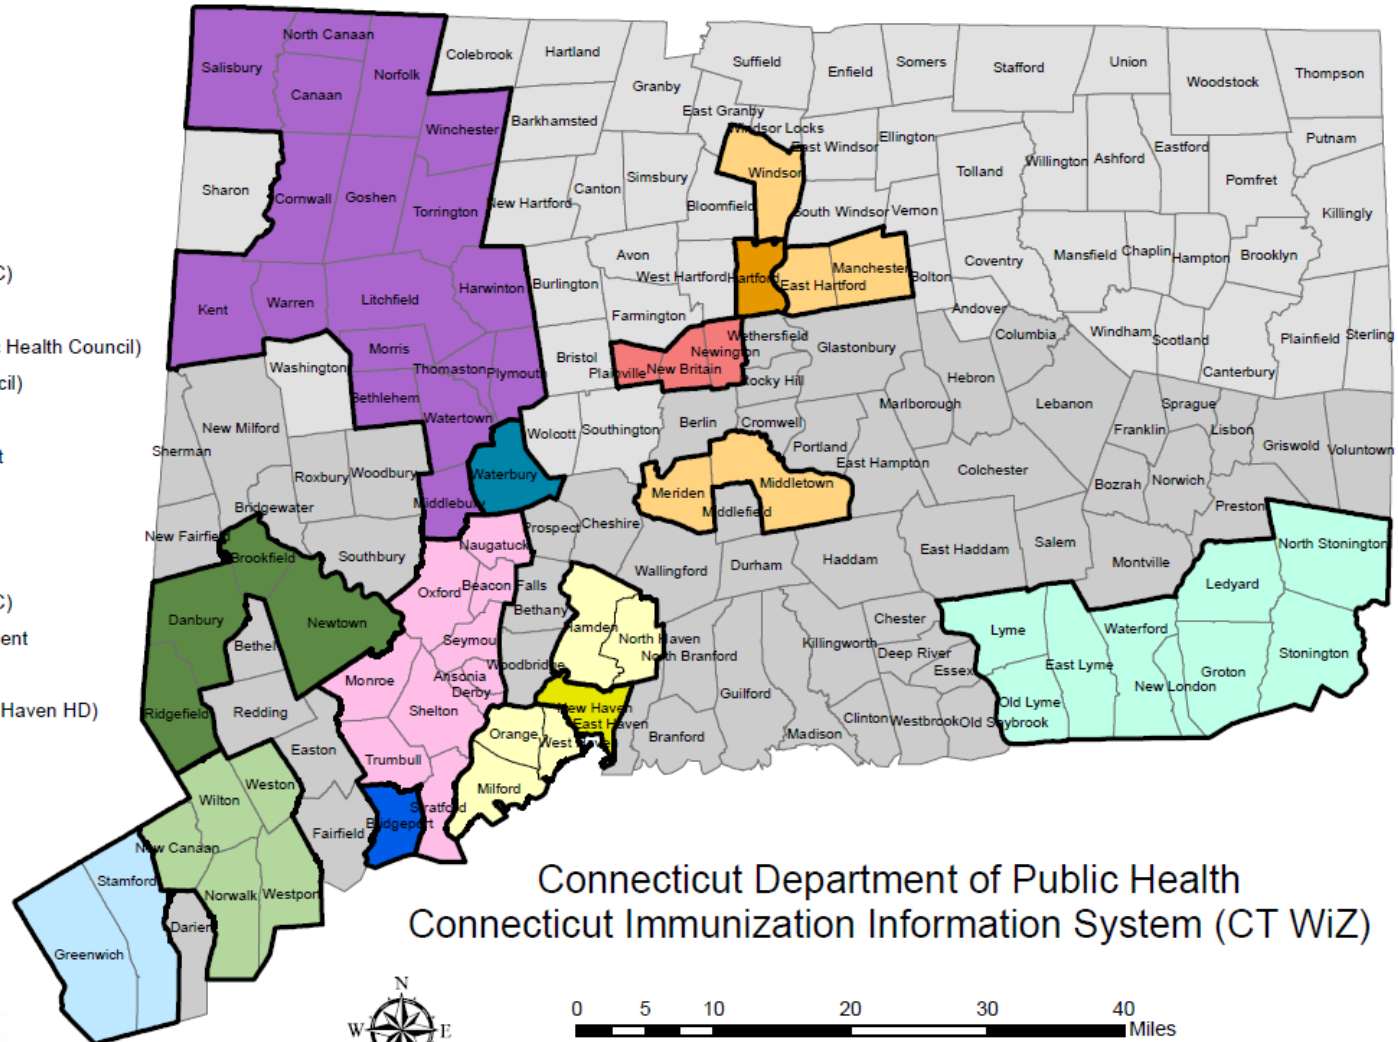 North Canaan
Colebrook
Hartland
Salisbury
Norfolk
Canaan
Granby
Suffield
Enfield
Somers
Stafford
Union
Woodstock
Thompson
Winchester
Barkhamsted
East Granby
Windsor Locks
East Windsor
Ellington
Willington
Ashford
Eastford
Putnam
Sharon
Cornwall
Goshen
Torrington
New Hartford
Canton
Simsbury
Bloomfield
Windsor
South Windsor
Vernon
Tolland
Pomfret
Killingly
C)
Kent
Warren
Litchfield
Harwinton
Burlington
Avon
West Hartford
Hartford
East Hartford
Manchester
Bolton
Coventry
Mansfield
Chaplin
Hampton
Brooklyn
Health Council)
Washington
Morris
Thomaston
Plymouth
Bristol
Farmington
Plainville
New Britain
Newington
Wethersfield
Rocky Hill
Glastonbury
Andover
Columbia
Windham
Scotland
Plainfield
Sterling
Canterbury
cil)
Bethlehem
Watertown
Wolcott
Southington
Berlin
Cromwell
Portland
Marlborough
Hebron
Lebanon
Sprague
Franklin
Lisbon
Griswold
Voluntown
t
Sherman
New Milford
Roxbury
Woodbury
Waterbury
Meriden
Middletown
East Hampton
Colchester
Bozrah
Norwich
Preston
Bridgewater
New Fairfield
Middlebury
Prospect
Cheshire
Middlefield
Brookfield
Southbury
Naugatuck
Wallingford
Durham
Haddam
East Haddam
Salem
Montville
North Stonington
Ledyard
C)
Danbury
Newtown
Oxford
Beacon Falls
Bethany
Hamden
North Haven
Chester
Killingworth
Deep River
Essex
Lyme
Waterford
East Lyme
New London
Groton
Stonington
ment
Bethel
Seymou
Woodbridge
North Branford
Monroe
Ansonia
Derby
Shelton
Guilford
Old Lyme
Haven HD)
Ridgefield
Redding
Easton
Trumbull
Orange
New Haven
East Haven
West Haven
Branford
Madison
Clinton
Westbrook
Old Saybrook
Weston
Wilton
Milford
Stratford
Bridgeport
Fairfield
New Canaan
Stamford
Norwalk
Westport
Darien
Greenwich
Connecticut Department of Public Health
Connecticut Immunization Information System (CT WiZ)
N
W E
0 5 10 20 30 40
Miles